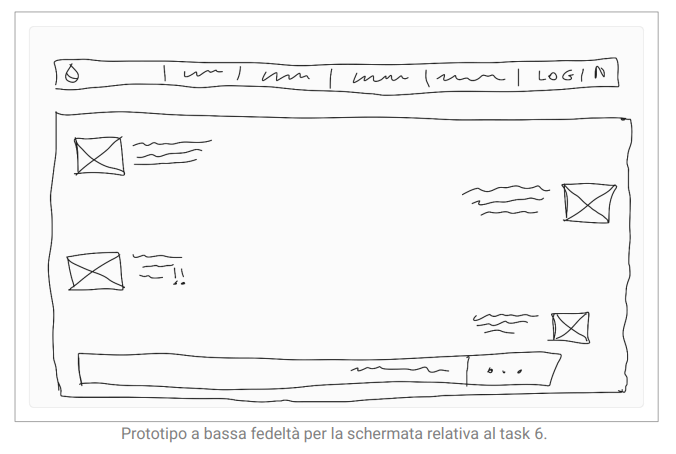 LOGIN
Prototipo a bassa fedeltà per la schermata relativa al task 6.